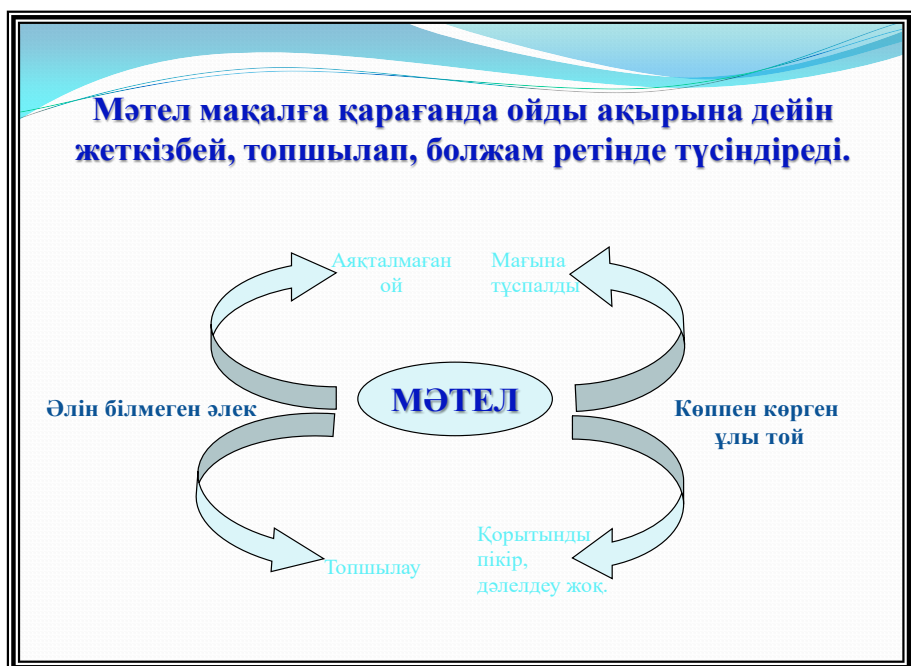 Мәтел мақалға қарағанда ойды ақырына дейін
жеткізбей, топшылап, болжам ретінде түсіндіреді.
Аяқталмаған
ой
Мағына
тұспалды
Әлін білмеген әлек
МӘТЕЛ
Көппен көрген
ұлы той
Топшылау
Қорытынды
пікір,
дәлелдеу жоқ.